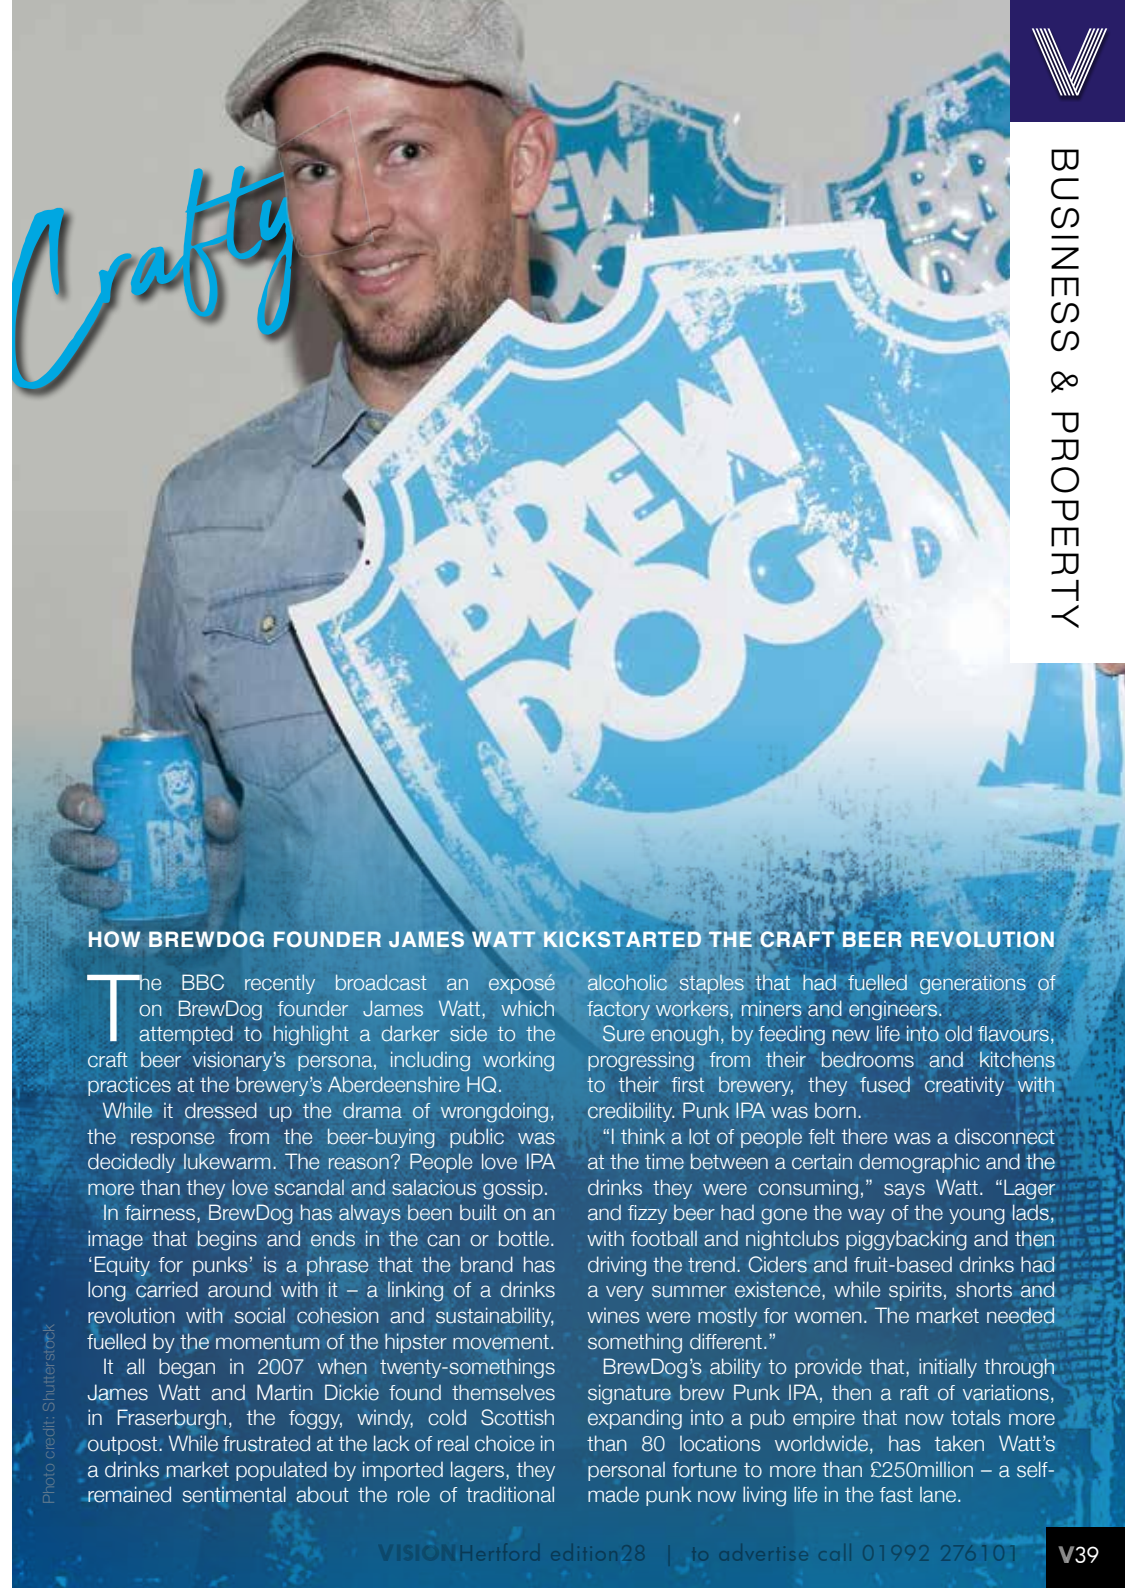 Crafty
V
BUSINESS & PROPERTY
EW
BR
DO
BREW
DOG
HOW BREWDOG FOUNDER JAMES WATT KICKSTARTED THE CRAFT BEER REVOLUTION
The BBC recently broadcast an exposé
on BrewDog founder James Watt, which
attempted to highlight a darker side to the
craft beer visionary’s persona, including working
practices at the brewery’s Aberdeenshire HQ.
While it dressed up the drama of wrongdoing,
the response from the beer-buying public was
decidedly lukewarm. The reason? People love IPA
more than they love scandal and salacious gossip.
In fairness, BrewDog has always been built on an
image that begins and ends in the can or bottle.
‘Equity for punks’ is a phrase that the brand has
long carried around with it – a linking of a drinks
revolution with social cohesion and sustainability,
fuelled by the momentum of the hipster movement.
It all began in 2007 when twenty-somethings
James Watt and Martin Dickie found themselves
in Fraserburgh, the foggy, windy, cold Scottish
outpost. While frustrated at the lack of real choice in
a drinks market populated by imported lagers, they
remained sentimental about the role of traditional
alcoholic staples that had fuelled generations of
factory workers, miners and engineers.
Sure enough, by feeding new life into old flavours,
progressing from their bedrooms and kitchens
to their first brewery, they fused creativity with
credibility. Punk IPA was born.
“I think a lot of people felt there was a disconnect
at the time between a certain demographic and the
drinks they were consuming,” says Watt. “Lager
and fizzy beer had gone the way of the young lads,
with football and nightclubs piggybacking and then
driving the trend. Ciders and fruit-based drinks had
a very summer existence, while spirits, shorts and
wines were mostly for women. The market needed
something different.”
BrewDog’s ability to provide that, initially through
signature brew Punk IPA, then a raft of variations,
expanding into a pub empire that now totals more
than 80 locations worldwide, has taken Watt’s
personal fortune to more than £250million – a self-
made punk now living life in the fast lane.
Photo credit: Shutterstock
VISIONHertford edition28 | to advertise call 01992 276101
V39